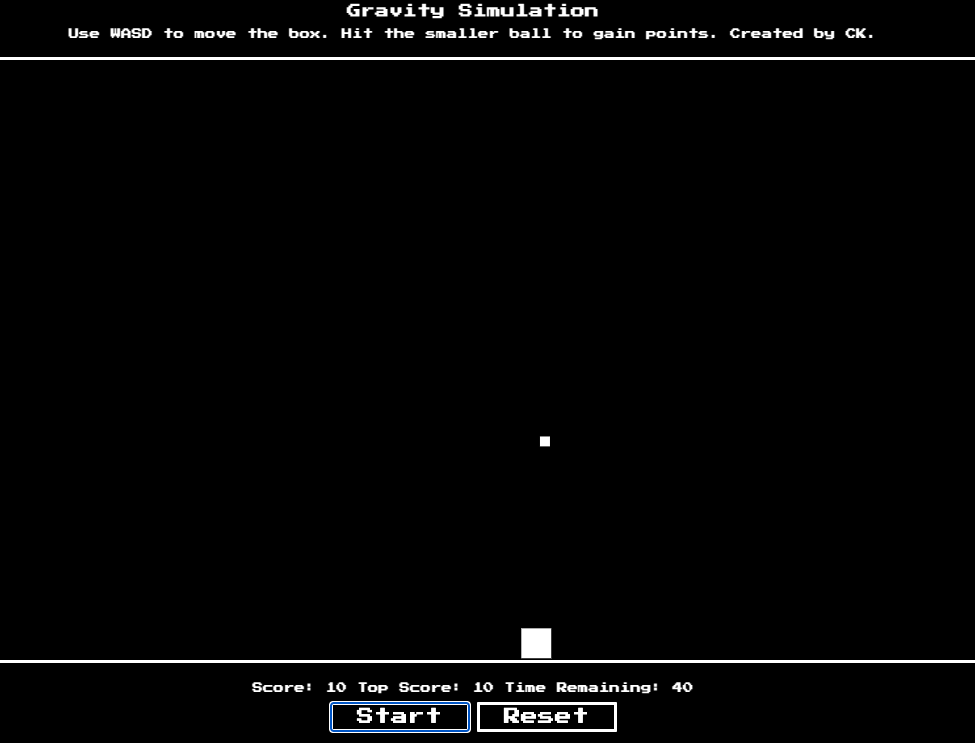 Gravity Simulation
Use WASD to move the box. Hit the smaller ball to gain points. Created by CK.
Score: 10 Top Score: 10 Time Remaining: 40
Start Reset